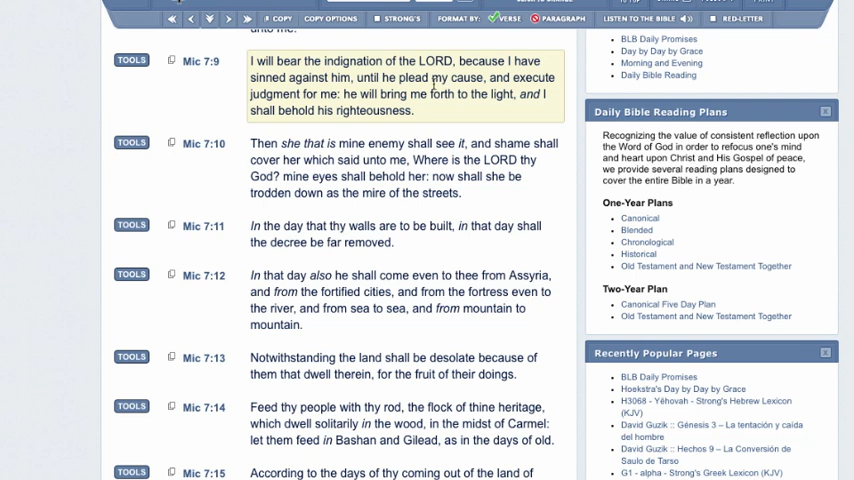 COPY
COPY OPTIONS
STRONG'S
FORMAT BY:
VERSE
PARAGRAPH
LISTEN TO THE BIBLE
RED-LETTER
unto me.
TOOLS
Mic 7:9
I will bear the indignation of the LORD, because I have
sinned against him, until he plead my cause, and execute
judgment for me: he will bring me forth to the light, and I
shall behold his righteousness.
TOOLS
Mic 7:10
Then she that is mine enemy shall see it, and shame shall
cover her which said unto me, Where is the LORD thy
God? mine eyes shall behold her: now shall she be
trodden down as the mire of the streets.
TOOLS
Mic 7:11
In the day that thy walls are to be built, in that day shall
the decree be far removed.
TOOLS
Mic 7:12
In that day also he shall come even to thee from Assyria,
and from the fortified cities, and from the fortress even to
the river, and from sea to sea, and from mountain to
mountain.
TOOLS
Mic 7:13
Notwithstanding the land shall be desolate because of
them that dwell therein, for the fruit of their doings.
TOOLS
Mic 7:14
Feed thy people with thy rod, the flock of thine heritage,
which dwell solitarily in the wood, in the midst of Carmel:
let them feed in Bashan and Gilead, as in the days of old.
TOOLS
Mic 7:15
According to the days of thy coming out of the land of
BLB Daily Promises
Day by Day by Grace
Morning and Evening
Faith's Checkbook
Daily Bible Reading Plans
Recognizing the value of consistent reflection upon
the Word of God in order to refocus one's mind
and heart upon Christ and His Gospel of peace,
we provide several reading plans designed to
cover the entire Bible in a year.
One-Year Plans
Canonical
Blended
Chronological
Historical
Old Testament and New Testament Together
Two-Year Plan
Canonical Five Day Plan
Old Testament and New Testament Together
Recently Popular Pages
BLB Daily Promises
Hoekstra's Day by Day by Grace
H3068 - Yĕhovah - Strong's Hebrew Lexicon
(KJV)
David Guzik :: Génesis 3 – La tentación y caída
del hombre
David Guzik :: Hechos 9 – La Conversión de
Saulo de Tarso
G1 - alpha - Strong's Greek Lexicon (KJV)